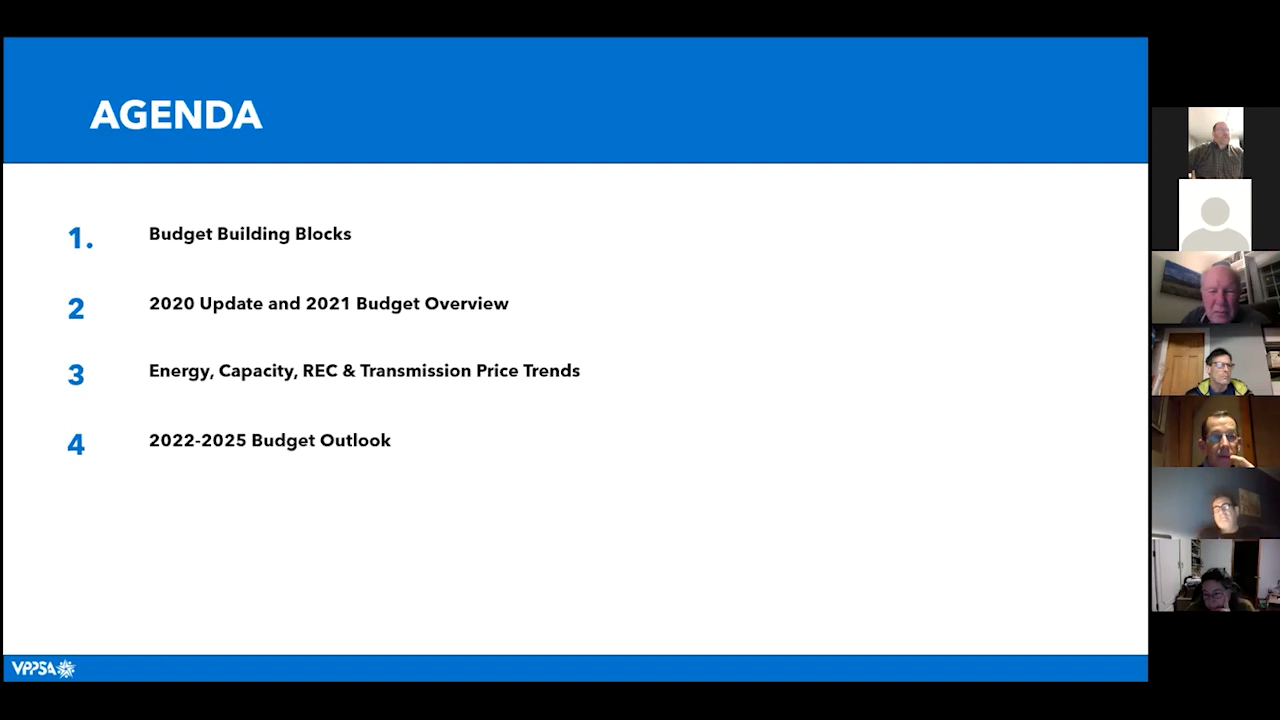 AGENDA
1. Budget Building Blocks
2 2020 Update and 2021 Budget Overview
3 Energy, Capacity, REC & Transmission Price Trends
4 2022-2025 Budget Outlook
VPPSA